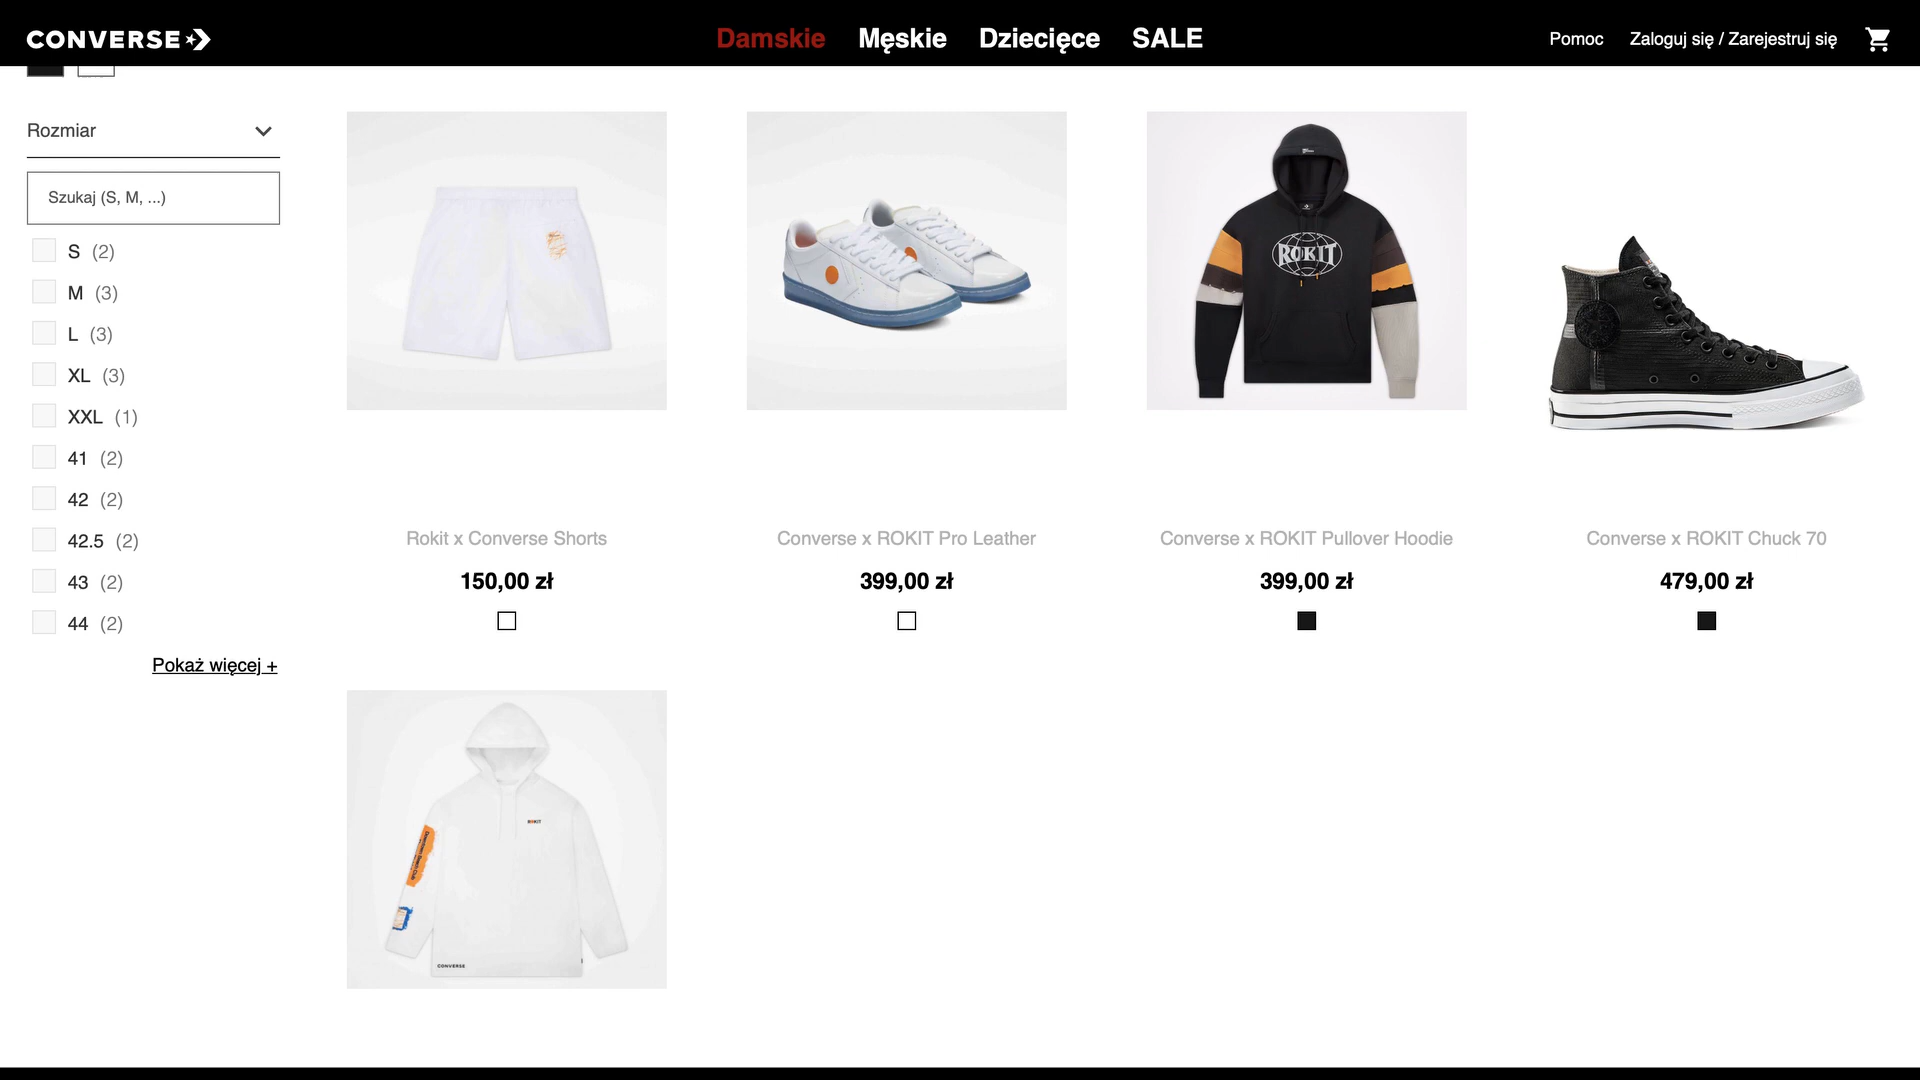 CONVERSE
Damskie Męskie Dziecięce SALE
Pomoc Zaloguj się / Zarejestruj się
Rozmiar
Szukaj (S, M, ...)
S (2)
M (3)
L (3)
XL (3)
XXL (1)
41 (2)
42 (2)
42.5 (2)
43 (2)
44 (2)
Pokaż więcej +
ROKIT
Rokit x Converse Shorts
150,00 zł
Converse x ROKIT Pro Leather
399,00 zł
Converse x ROKIT Pullover Hoodie
399,00 zł
Converse x ROKIT Chuck 70
479,00 zł
ROKIT
CONVERSE